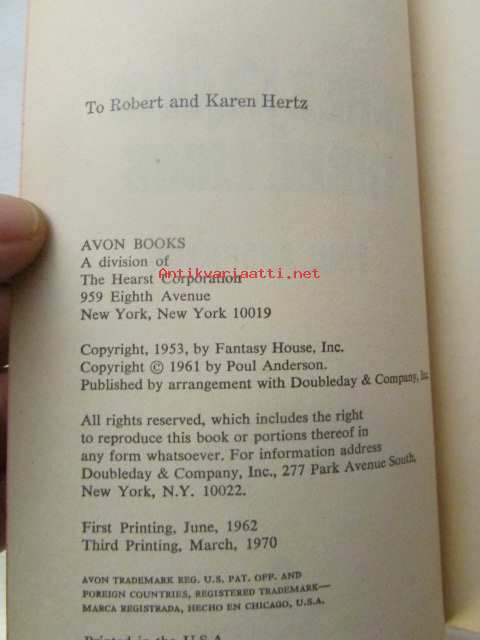 To Robert and Karen Hertz
AVON BOOKS
A division of
The Hearst Corporation
959 Eighth Avenue
New York, New York 10019
Antikvariaatti.net
Copyright, 1953, by Fantasy House, Inc.
Copyright © 1961 by Poul Anderson.
Published by arrangement with Doubleday & Company, Inc.
All rights reserved, which includes the right
to reproduce this book or portions thereof in
any form whatsoever. For information address
Doubleday & Company, Inc., 277 Park Avenue South,
New York, N.Y. 10022.
First Printing, June, 1962
Third Printing, March, 1970
AVON TRADEMARK REG. U.S. PAT. OFF. AND
FOREIGN COUNTRIES, REGISTERED TRADEMARK—
MARCA REGISTRADA, HECHO EN CHICAGO, U.S.A.
Printed in the U.S.A.